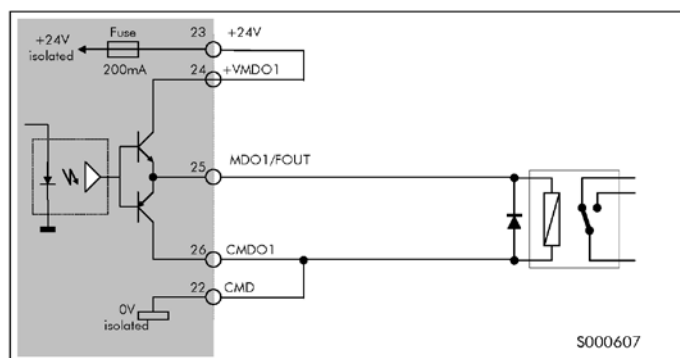 Fuse
23
+24V
+24V
isolated
200mA
24
+VMDO1
25
MDO1/FOUT
26
CMDO1
22
CMD
0V
isolated
S000607